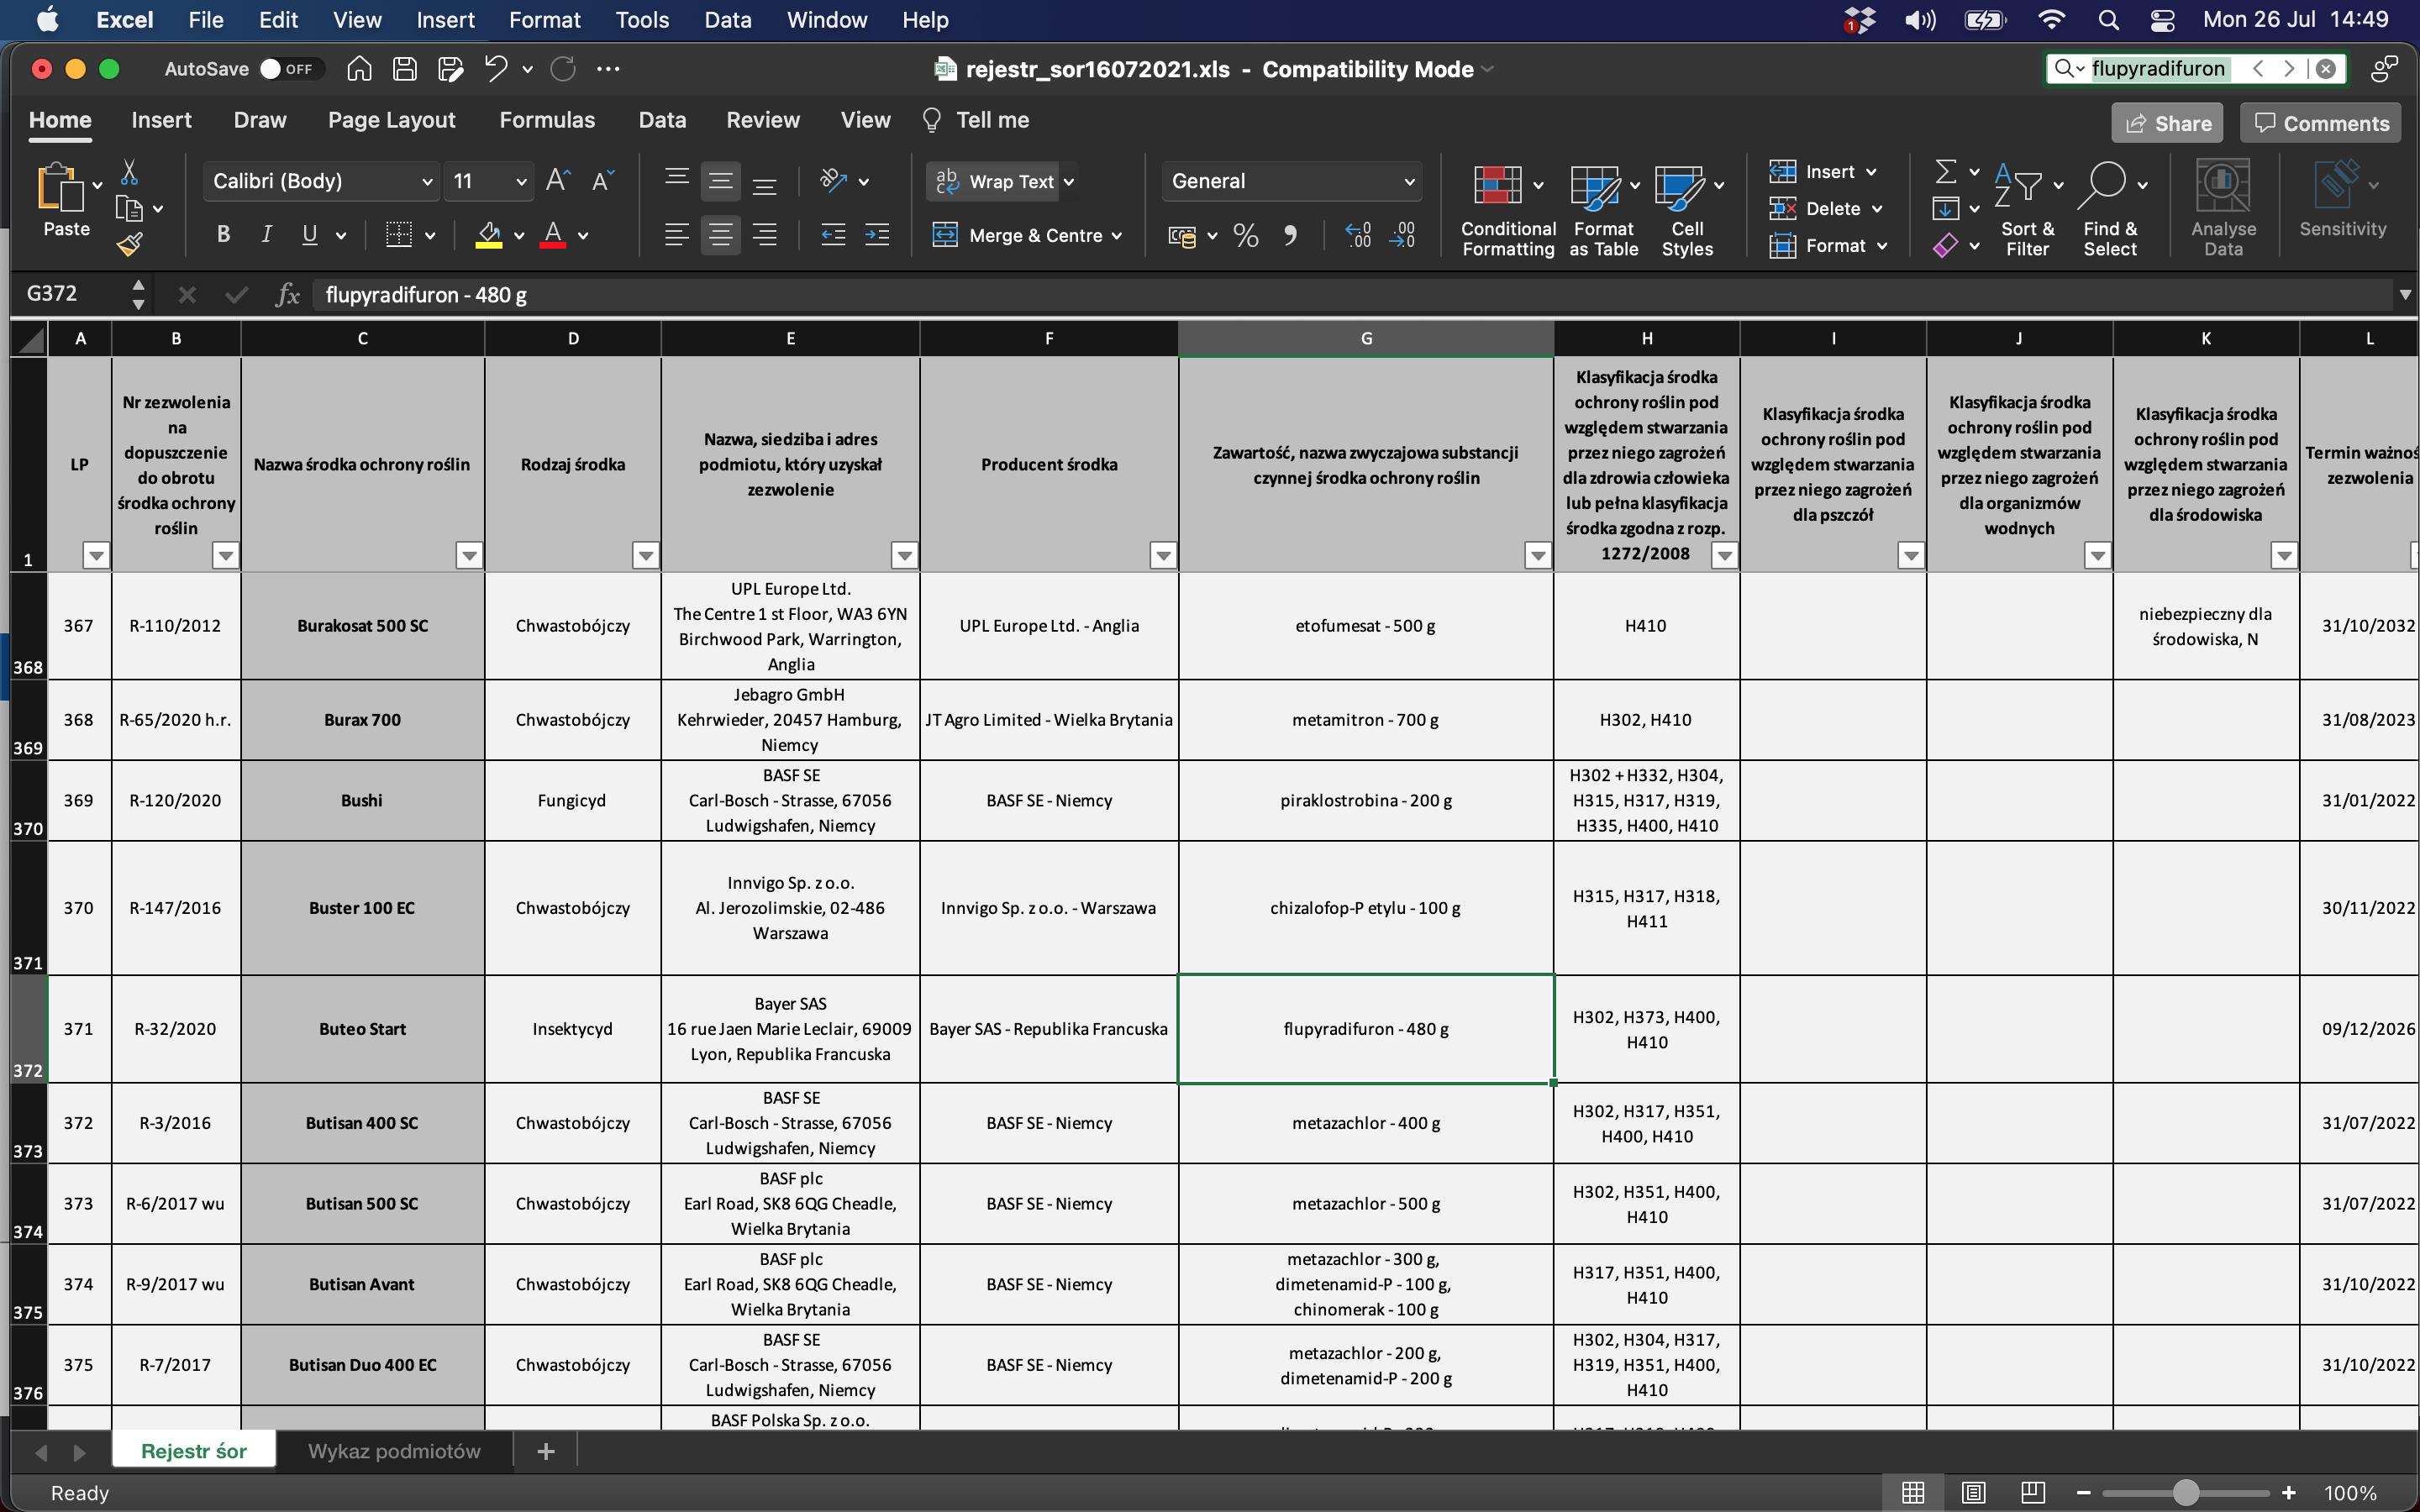 Excel File Edit View Insert Format Tools Data Window Help 1 Mon 26 Jul 14:49
AutoSave OFF rejestr_sor16072021.xls - Compatibility Mode flupyradifuron
Home Insert Draw Page Layout Formulas Data Review View Tell me Share Comments
Paste Calibri (Body) 11 Wrap Text General Insert
B I U A Merge & Centre Conditional Formatting Format as Table Cell Styles Delete Format Sort & Filter Find & Select Analyse Data Sensitivity
G372 fx flupyradifuron - 480 g
A B C D E F G H I J K L
1
LP
Nr zezwolenia
na
dopuszczenie
do obrotu
środka ochrony
roślin
Nazwa środka ochrony roślin
Rodzaj środka
Nazwa, siedziba i adres
podmiotu, który uzyskał
zezwolenie
Producent środka
Zawartość, nazwa zwyczajowa substancji
czynnej środka ochrony roślin
Klasyfikacja środka
ochrony roślin pod
względem stwarzania
przez niego zagrożeń
dla zdrowia człowieka
lub pełna klasyfikacja
środka zgodna z rozp.
1272/2008
Klasyfikacja środka
ochrony roślin pod
względem stwarzania
przez niego zagrożeń
dla pszczół
Klasyfikacja środka
ochrony roślin pod
względem stwarzania
przez niego zagrożeń
dla organizmów
wodnych
Klasyfikacja środka
ochrony roślin pod
względem stwarzania
przez niego zagrożeń
dla środowiska
Termin ważnoś
zezwolenia
368
367
R-110/2012
Burakosat 500 SC
Chwastobójczy
UPL Europe Ltd.
The Centre 1 st Floor, WA3 6YN
Birchwood Park, Warrington,
Anglia
UPL Europe Ltd. - Anglia
etofumesat - 500 g
H410
niebezpieczny dla
środowiska, N
31/10/2032
369
368
R-65/2020 h.r.
Burax 700
Chwastobójczy
Jebagro GmbH
Kehrwieder, 20457 Hamburg,
Niemcy
JT Agro Limited - Wielka Brytania
metamitron - 700 g
H302, H410
31/08/2023
370
369
R-120/2020
Bushi
Fungicyd
BASF SE
Carl-Bosch - Strasse, 67056
Ludwigshafen, Niemcy
BASF SE - Niemcy
piraklostrobina - 200 g
H302 + H332, H304,
H315, H317, H319,
H335, H400, H410
31/01/2022
371
370
R-147/2016
Buster 100 EC
Chwastobójczy
Innvigo Sp. z o.o.
Al. Jerozolimskie, 02-486
Warszawa
Innvigo Sp. z o.o. - Warszawa
chizalofop-P etylu - 100 g
H315, H317, H318,
H411
30/11/2022
372
371
R-32/2020
Buteo Start
Insektycyd
Bayer SAS
16 rue Jaen Marie Leclair, 69009
Lyon, Republika Francuska
Bayer SAS - Republika Francuska
flupyradifuron - 480 g
H302, H373, H400,
H410
09/12/2026
373
372
R-3/2016
Butisan 400 SC
Chwastobójczy
BASF SE
Carl-Bosch - Strasse, 67056
Ludwigshafen, Niemcy
BASF SE - Niemcy
metazachlor - 400 g
H302, H317, H351,
H400, H410
31/07/2022
374
373
R-6/2017 wu
Butisan 500 SC
Chwastobójczy
BASF plc
Earl Road, SK8 6QG Cheadle,
Wielka Brytania
BASF SE - Niemcy
metazachlor - 500 g
H302, H351, H400,
H410
31/07/2022
375
374
R-9/2017 wu
Butisan Avant
Chwastobójczy
BASF plc
Earl Road, SK8 6QG Cheadle,
Wielka Brytania
BASF SE - Niemcy
metazachlor - 300 g,
dimetenamid-P - 100 g,
chinomerak - 100 g
H317, H351, H400,
H410
31/10/2022
376
375
R-7/2017
Butisan Duo 400 EC
Chwastobójczy
BASF SE
Carl-Bosch - Strasse, 67056
Ludwigshafen, Niemcy
BASF SE - Niemcy
metazachlor - 200 g,
dimetenamid-P - 200 g
H302, H304, H317,
H319, H351, H400,
H410
31/10/2022
BASF Polska Sp. z o.o.
Rejestr śor Wykaz podmiotów
Ready 100%